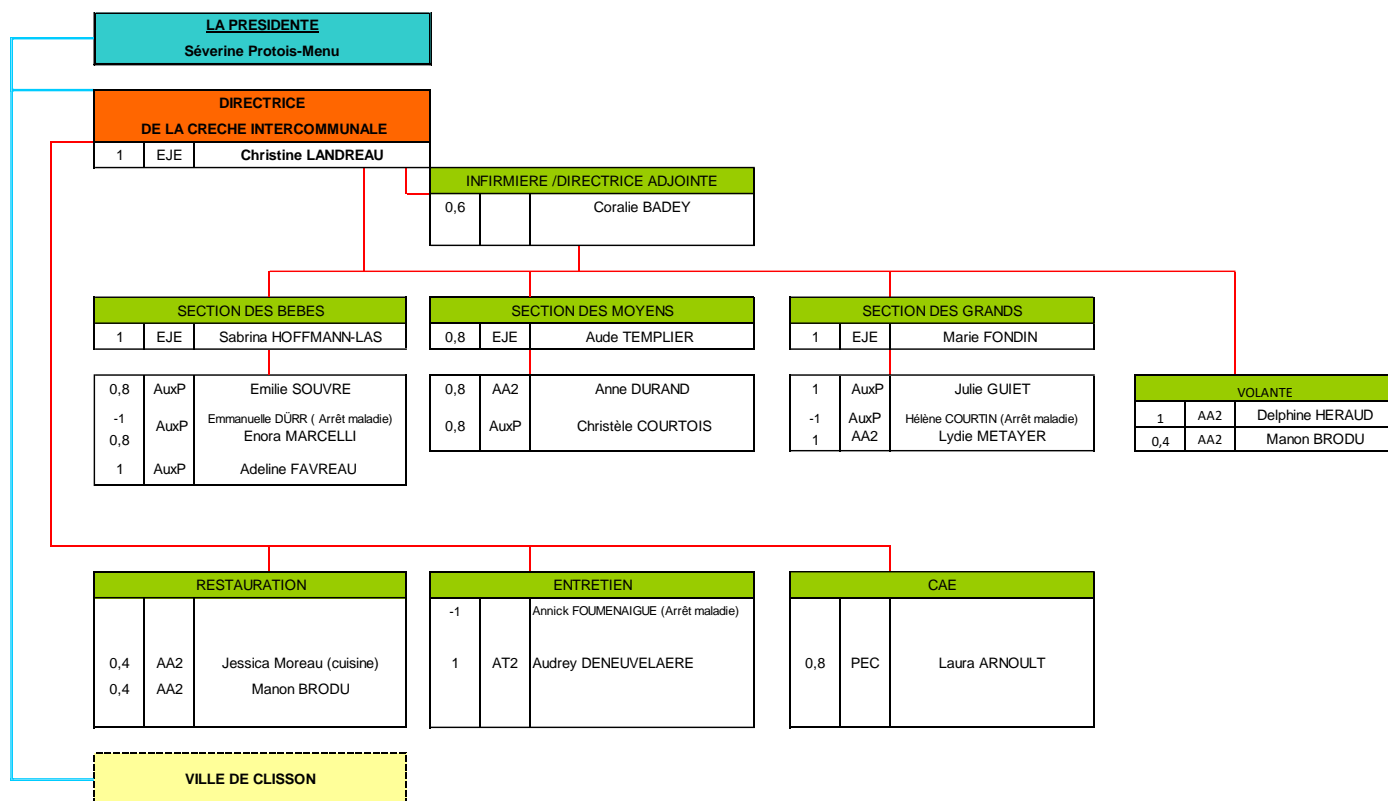 LA PRESIDENTE
Séverine Protois-Menu
DIRECTRICE
DE LA CRECHE INTERCOMMUNALE
1 EJE Christine LANDREAU
INFIRMIERE /DIRECTRICE ADJOINTE
0,6 Coralie BADEY
SECTION DES BEBES
1 EJE Sabrina HOFFMANN-LAS
0,8 AuxP Emilie SOUVRE
-1 AuxP Emmanuelle DÜRR ( Arrêt maladie)
0,8 Enora MARCELLI
1 AuxP Adeline FAVREAU
SECTION DES MOYENS
0,8 EJE Aude TEMPLIER
0,8 AA2 Anne DURAND
0,8 AuxP Christèle COURTOIS
SECTION DES GRANDS
1 EJE Marie FONDIN
1 AuxP Julie GUIET
-1 AuxP Hélène COURTIN (Arrêt maladie)
1 AA2 Lydie METAYER
VOLANTE
1 AA2 Delphine HERAUD
0,4 AA2 Manon BRODU
RESTAURATION
0,4 AA2 Jessica Moreau (cuisine)
0,4 AA2 Manon BRODU
ENTRETIEN
-1 Annick FOUMENAIGUE (Arrêt maladie)
1 AT2 Audrey DENEUVELAERE
CAE
0,8 PEC Laura ARNOULT
VILLE DE CLISSON